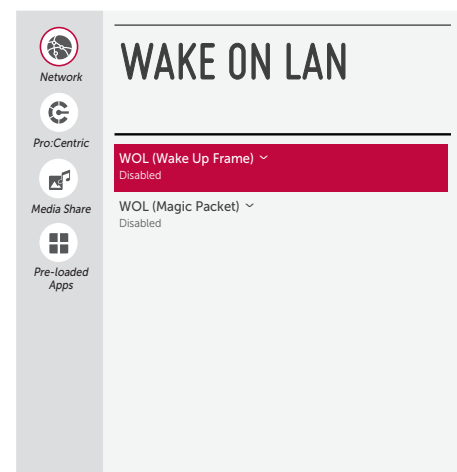 Network
Pro:Centric
Media Share
Pre-loaded
Apps
WAKE ON LAN
WOL (Wake Up Frame)
Disabled
WOL (Magic Packet)
Disabled